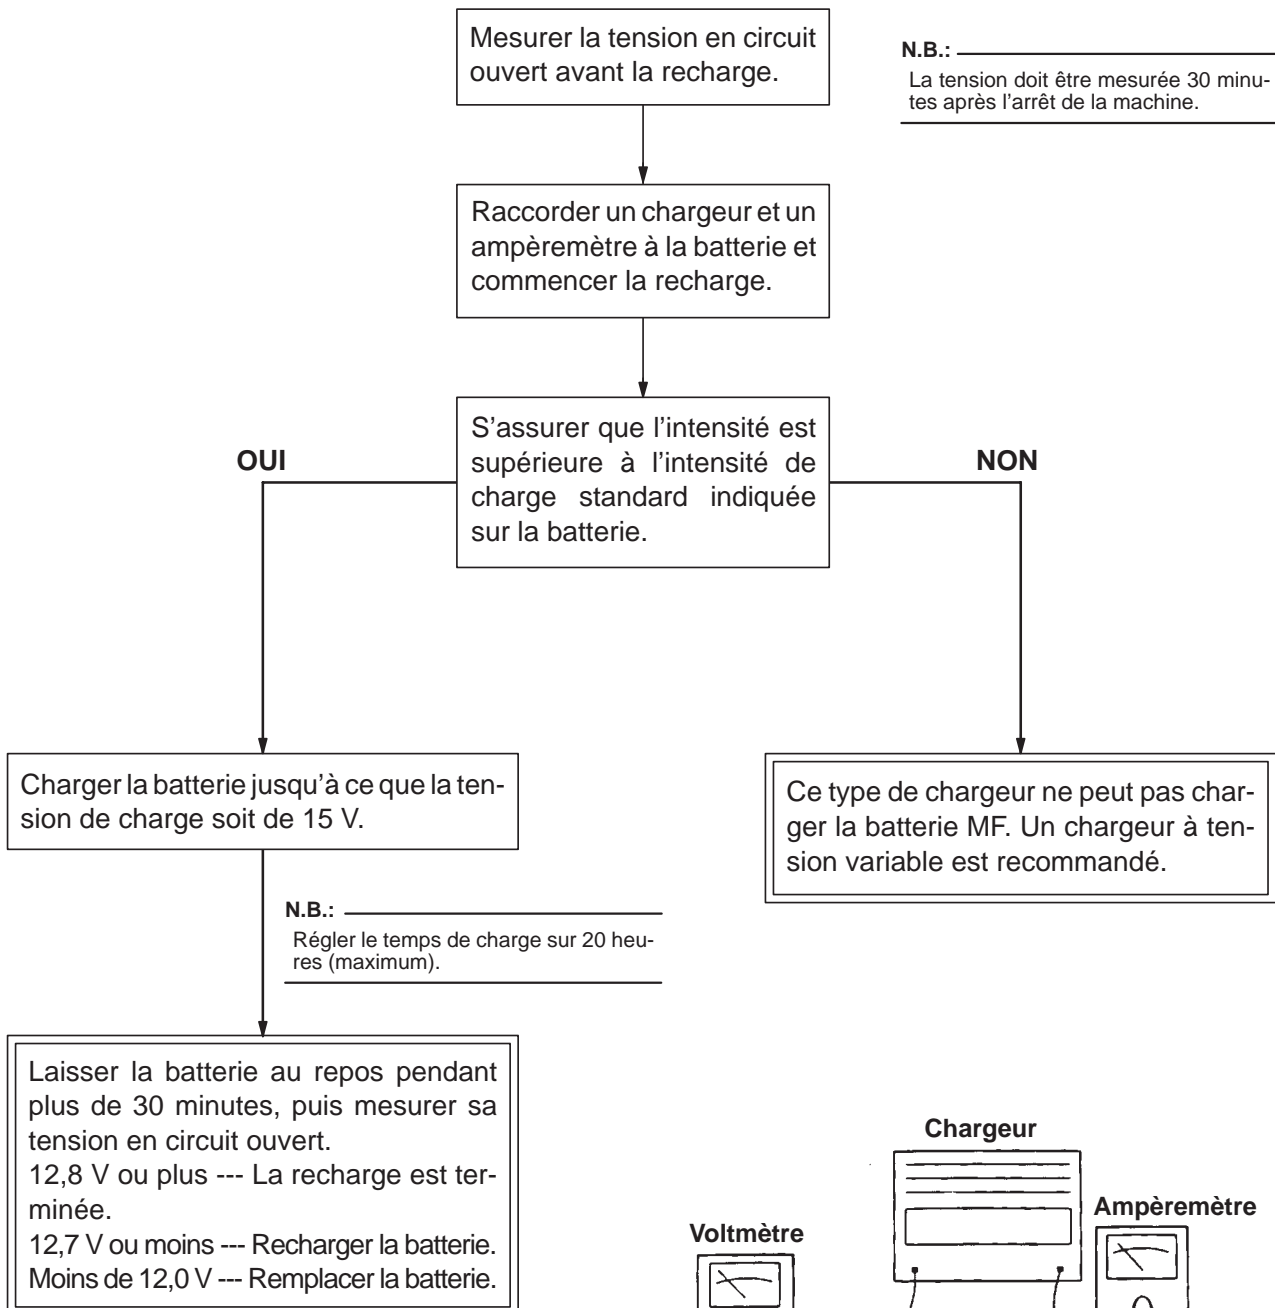 Mesurer la tension en circuit
ouvert avant la recharge.
N.B.:
La tension doit être mesurée 30 minu-
tes après l'arrêt de la machine.
Raccorder un chargeur et un
ampèremètre à la batterie et
commencer la recharge.
S'assurer que l'intensité est
supérieure à l'intensité de
charge standard indiquée
sur la batterie.
OUI
NON
Charger la batterie jusqu'à ce que la ten-
sion de charge soit de 15 V.
Ce type de chargeur ne peut pas char-
ger la batterie MF. Un chargeur à ten-
sion variable est recommandé.
N.B.:
Régler le temps de charge sur 20 heu-
res (maximum).
Laisser la batterie au repos pendant
plus de 30 minutes, puis mesurer sa
tension en circuit ouvert.
12,8 V ou plus --- La recharge est ter-
minée.
12,7 V ou moins --- Recharger la batterie.
Moins de 12,0 V --- Remplacer la batterie.
Chargeur
Ampèremètre
Voltmètre